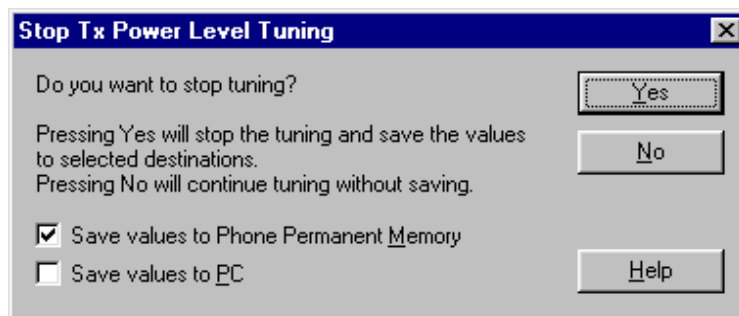 Stop Tx Power Level Tuning
Do you want to stop tuning?
Yes
Pressing Yes will stop the tuning and save the values
to selected destinations.
Pressing No will continue tuning without saving.
No
Save values to Phone Permanent Memory
Save values to PC
Help